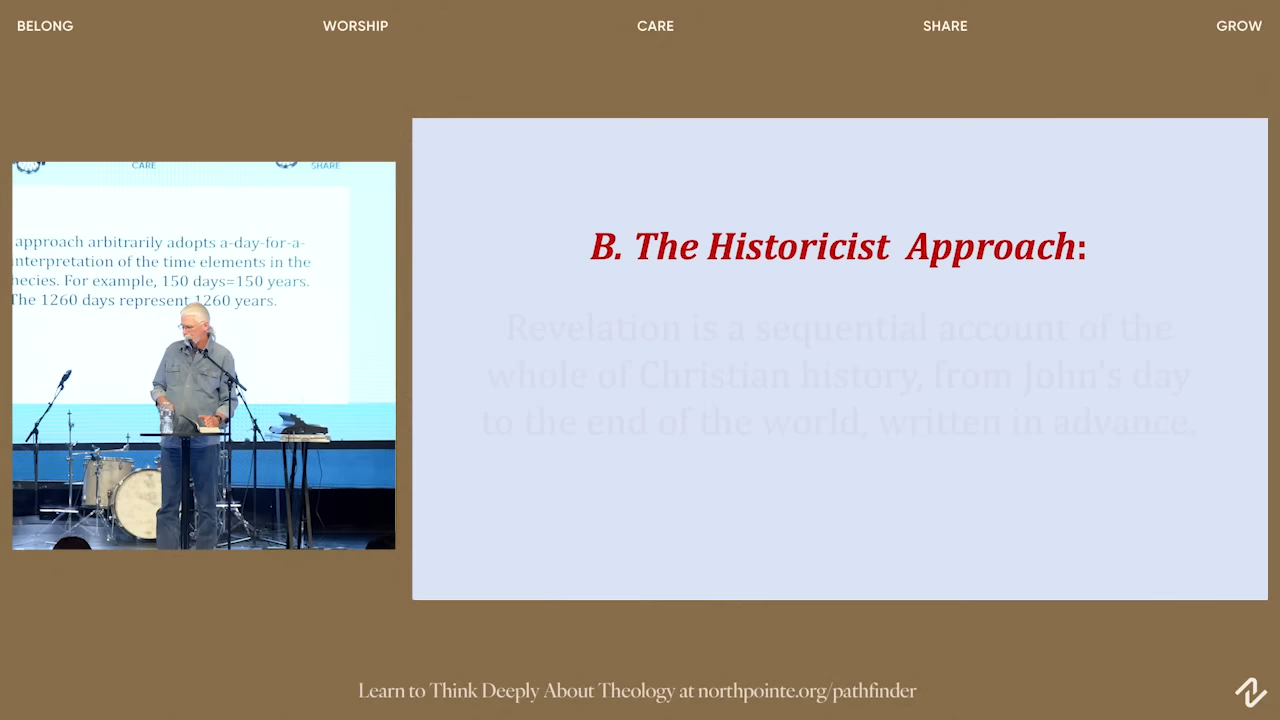 BELONG WORSHIP CARE SHARE GROW
CARE SHARE
approach arbitrarily adopts a-day-for-a-
nterpretation of the time elements in the
hecies. For example, 150 days=150 years.
The 1260 days represent 1260 years.
B. The Historicist Approach:
Revelation is a sequential account of the
whole of Christian history, from John's day
to the end of the world, written in advance.
Learn to Think Deeply About Theology at northpointe.org/pathfinder